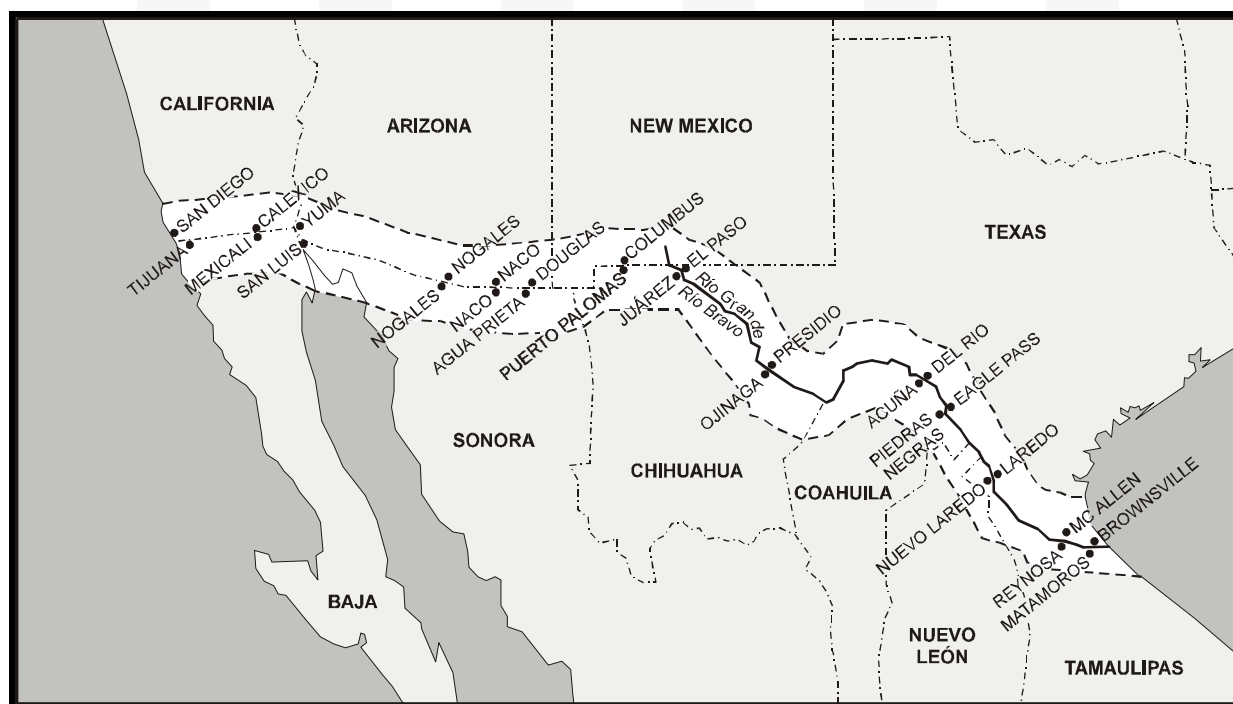 CALIFORNIA
ARIZONA
NEW MEXICO
TEXAS
SAN DIEGO
TIJUANA
CALEXICO
MEXICALI
YUMA
SAN LUIS
NOGALES
NOGALES
NACO
NACO
DOUGLAS
AGUA PRIETA
COLUMBUS
PUERTO PALOMAS
EL PASO
JUÁREZ
Rio Grande
Rio Bravo
PRESIDIO
OJINAGA
DEL RIO
ACUÑA
EAGLE PASS
PIEDRAS
NEGRAS
LAREDO
NUEVO LAREDO
MC ALLEN
REYNOSA
BROWNSVILLE
MATAMOROS
SONORA
CHIHUAHUA
COAHUILA
BAJA
NUEVO
LEÓN
TAMAULIPAS